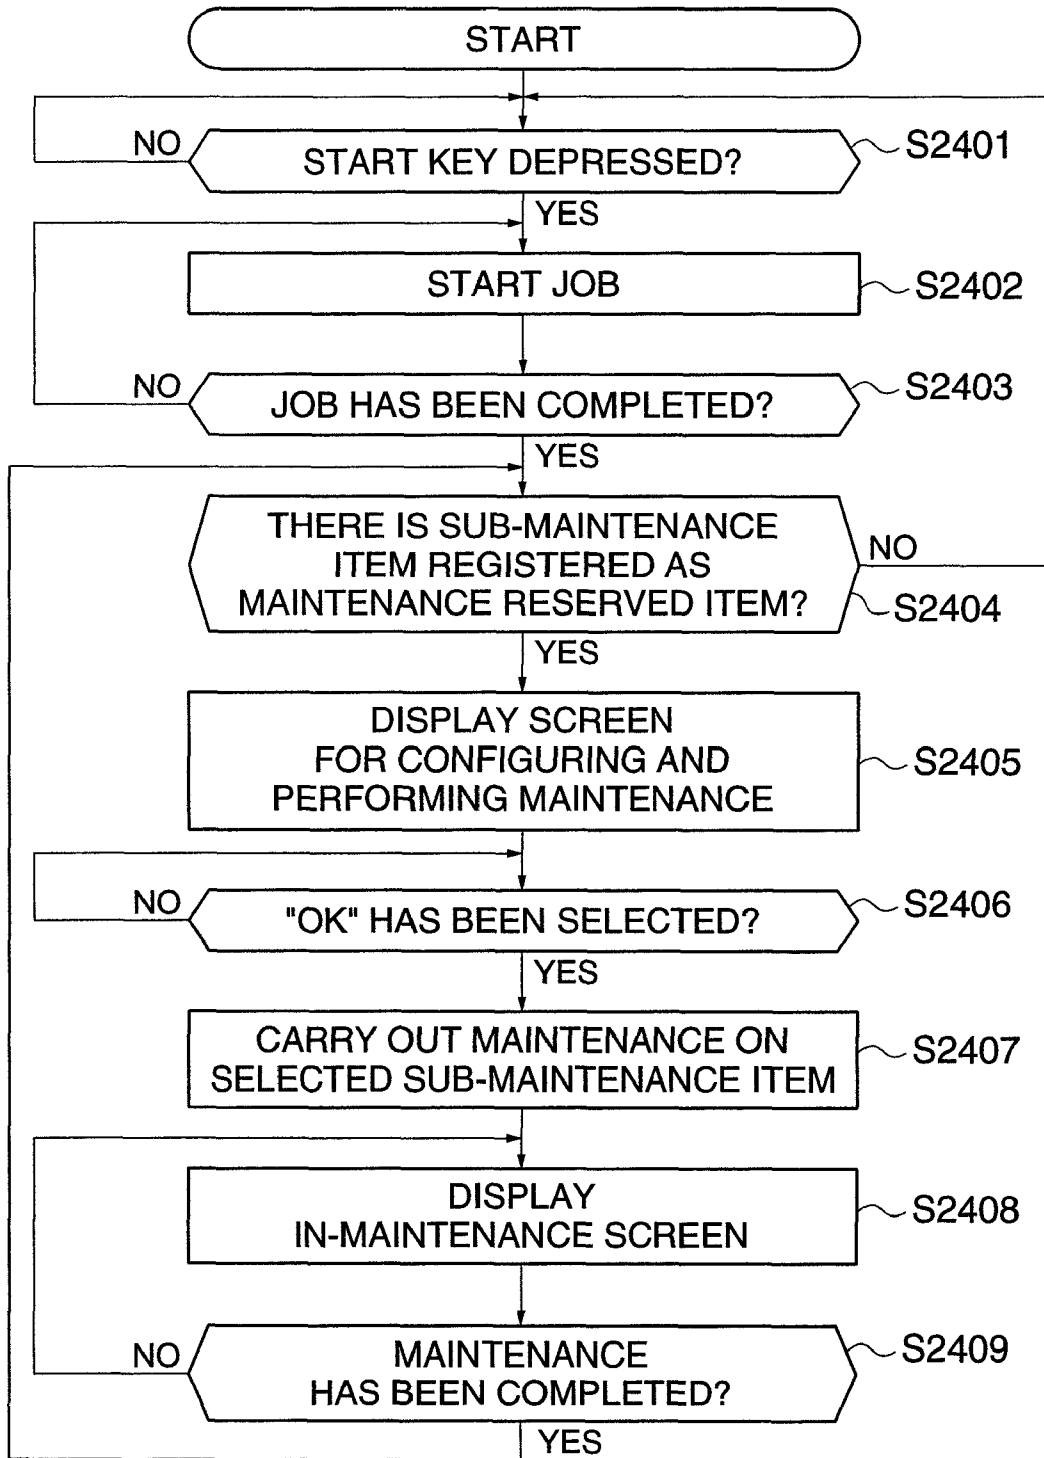 START
NO
START KEY DEPRESSED?
S2401
YES
START JOB
S2402
NO
JOB HAS BEEN COMPLETED?
S2403
YES
THERE IS SUB-MAINTENANCE
ITEM REGISTERED AS
MAINTENANCE RESERVED ITEM?
NO
S2404
YES
DISPLAY SCREEN
FOR CONFIGURING AND
PERFORMING MAINTENANCE
S2405
NO
"OK" HAS BEEN SELECTED?
S2406
YES
CARRY OUT MAINTENANCE ON
SELECTED SUB-MAINTENANCE ITEM
S2407
DISPLAY
IN-MAINTENANCE SCREEN
S2408
NO
MAINTENANCE
HAS BEEN COMPLETED?
S2409
YES